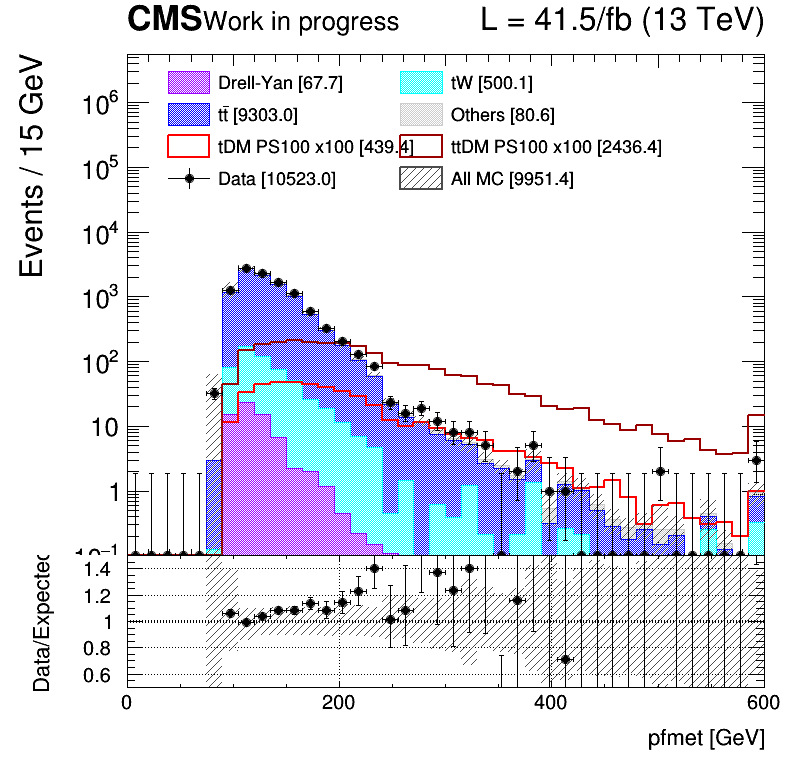 CMS Work in progress L = 41.5/fb (13 TeV)
Events / 15 GeV
Drell-Yan [67.7] tW [500.1]
tt̄ [9303.0] Others [80.6]
tDM PS100 x100 [439.4] ttDM PS100 x100 [2436.4]
Data [10523.0] All MC [9951.4]
10⁶
10⁵
10⁴
10³
10²
10
1
10⁻¹
Data/Expected
1.4
1.2
1
0.8
0.6
0 200 400 600
pfmet [GeV]